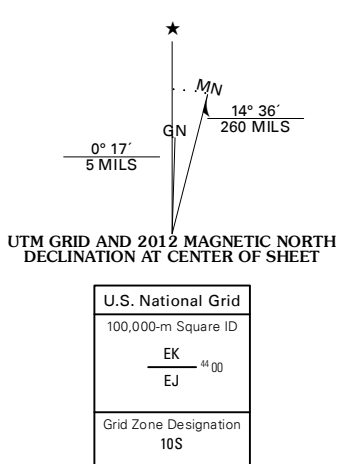 ★
MN
14° 36´
260 MILS
GN
0° 17´
5 MILS
UTM GRID AND 2012 MAGNETIC NORTH
DECLINATION AT CENTER OF SHEET
U.S. National Grid
100,000-m Square ID
EK
44 00
EJ
Grid Zone Designation
10S